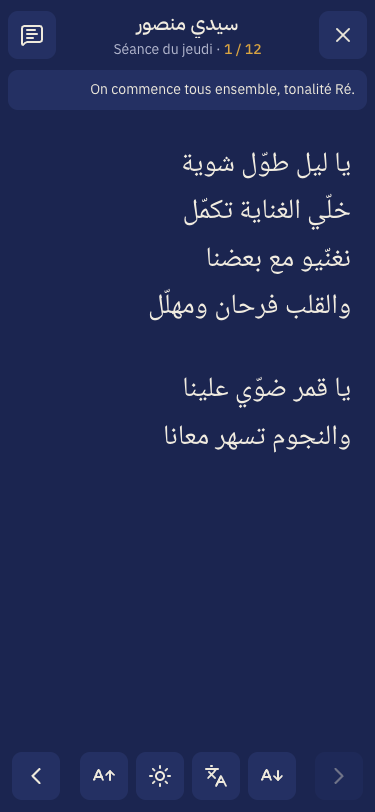 سيدي منصور
Séance du jeudi · 1 / 12
On commence tous ensemble, tonalité Ré.
يا ليل طوّل شوية
خلّي الغناية تكمّل
نغنّيو مع بعضنا
والقلب فرحان ومهلّل
يا قمر ضوّي علينا
والنجوم تسهر معانا
A↑
A↓